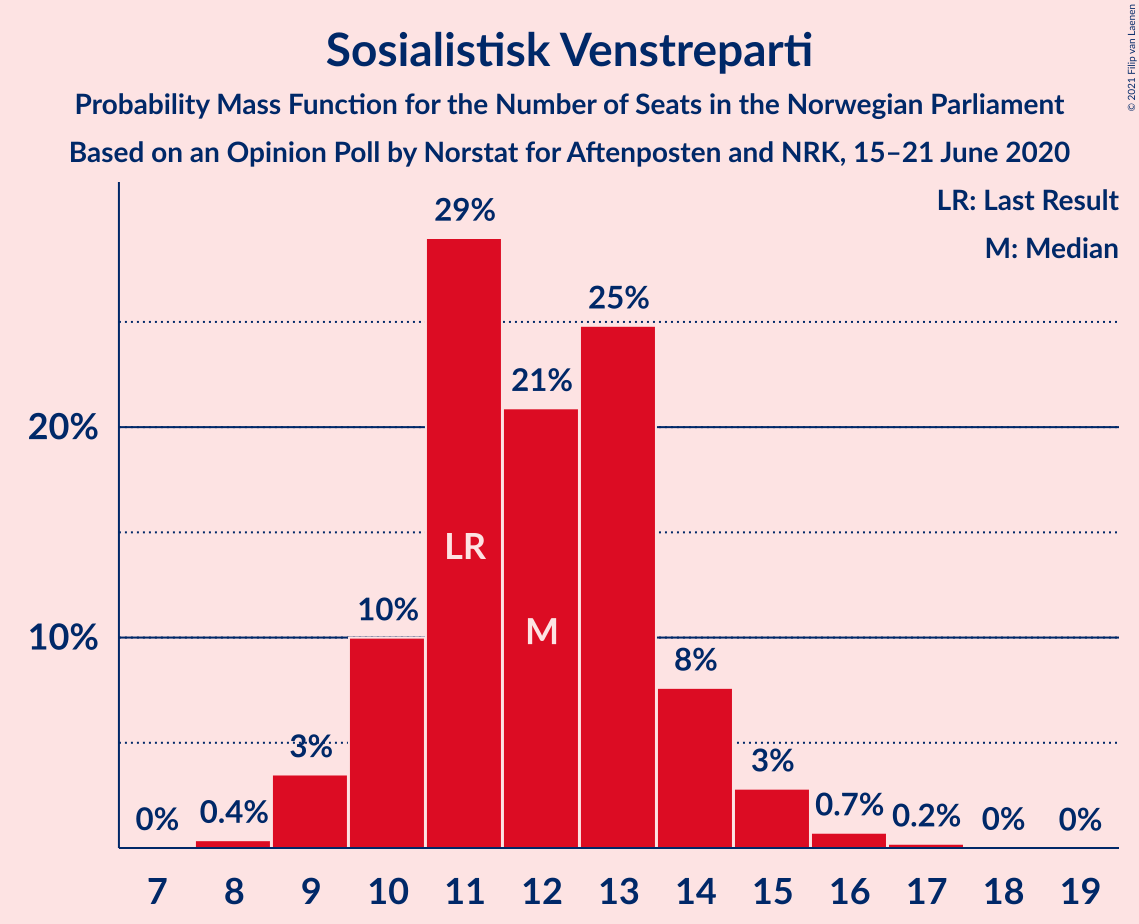 Sosialistisk Venstreparti
Probability Mass Function for the Number of Seats in the Norwegian Parliament
Based on an Opinion Poll by Norstat for Aftenposten and NRK, 15–21 June 2020
© 2021 Filip van Laenen
LR: Last Result
M: Median
29%
25%
21%
20%
LR
10%
M
10%
8%
3%
3%
0%
0.4%
0.7%
0.2%
0%
0%
7 8 9 10 11 12 13 14 15 16 17 18 19